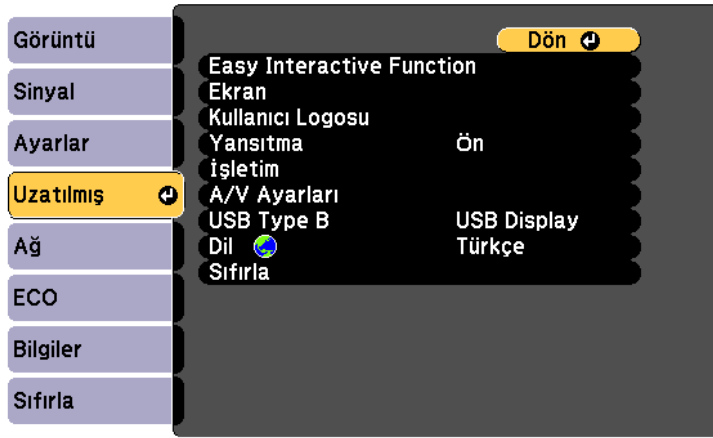 Görüntü
Sinyal
Ayarlar
Uzatılmış
Ağ
ECO
Bilgiler
Sıfırla
Dön
Easy Interactive Function
Ekran
Kullanıcı Logosu
Yansıtma Ön
İşletim
A/V Ayarları
USB Type B USB Display
Dil Türkçe
Sıfırla